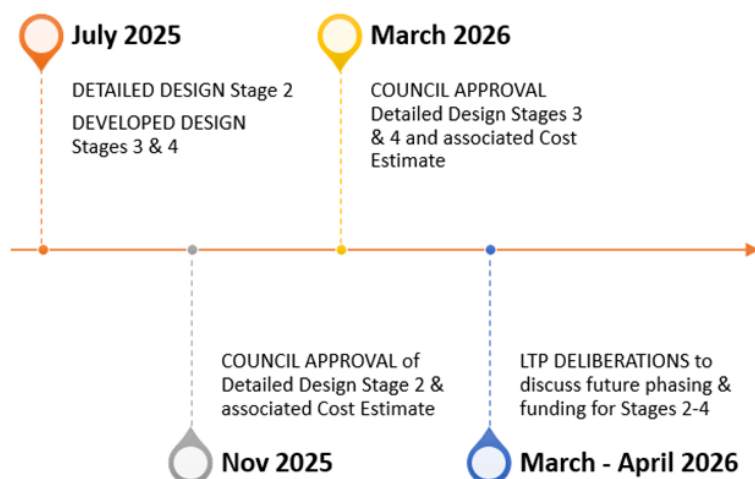 July 2025
DETAILED DESIGN Stage 2
DEVELOPED DESIGN
Stages 3 & 4
March 2026
COUNCIL APPROVAL
Detailed Design Stages 3
& 4 and associated Cost
Estimate
COUNCIL APPROVAL of
Detailed Design Stage 2 &
associated Cost Estimate
Nov 2025
LTP DELIBERATIONS to
discuss future phasing &
funding for Stages 2-4
March - April 2026